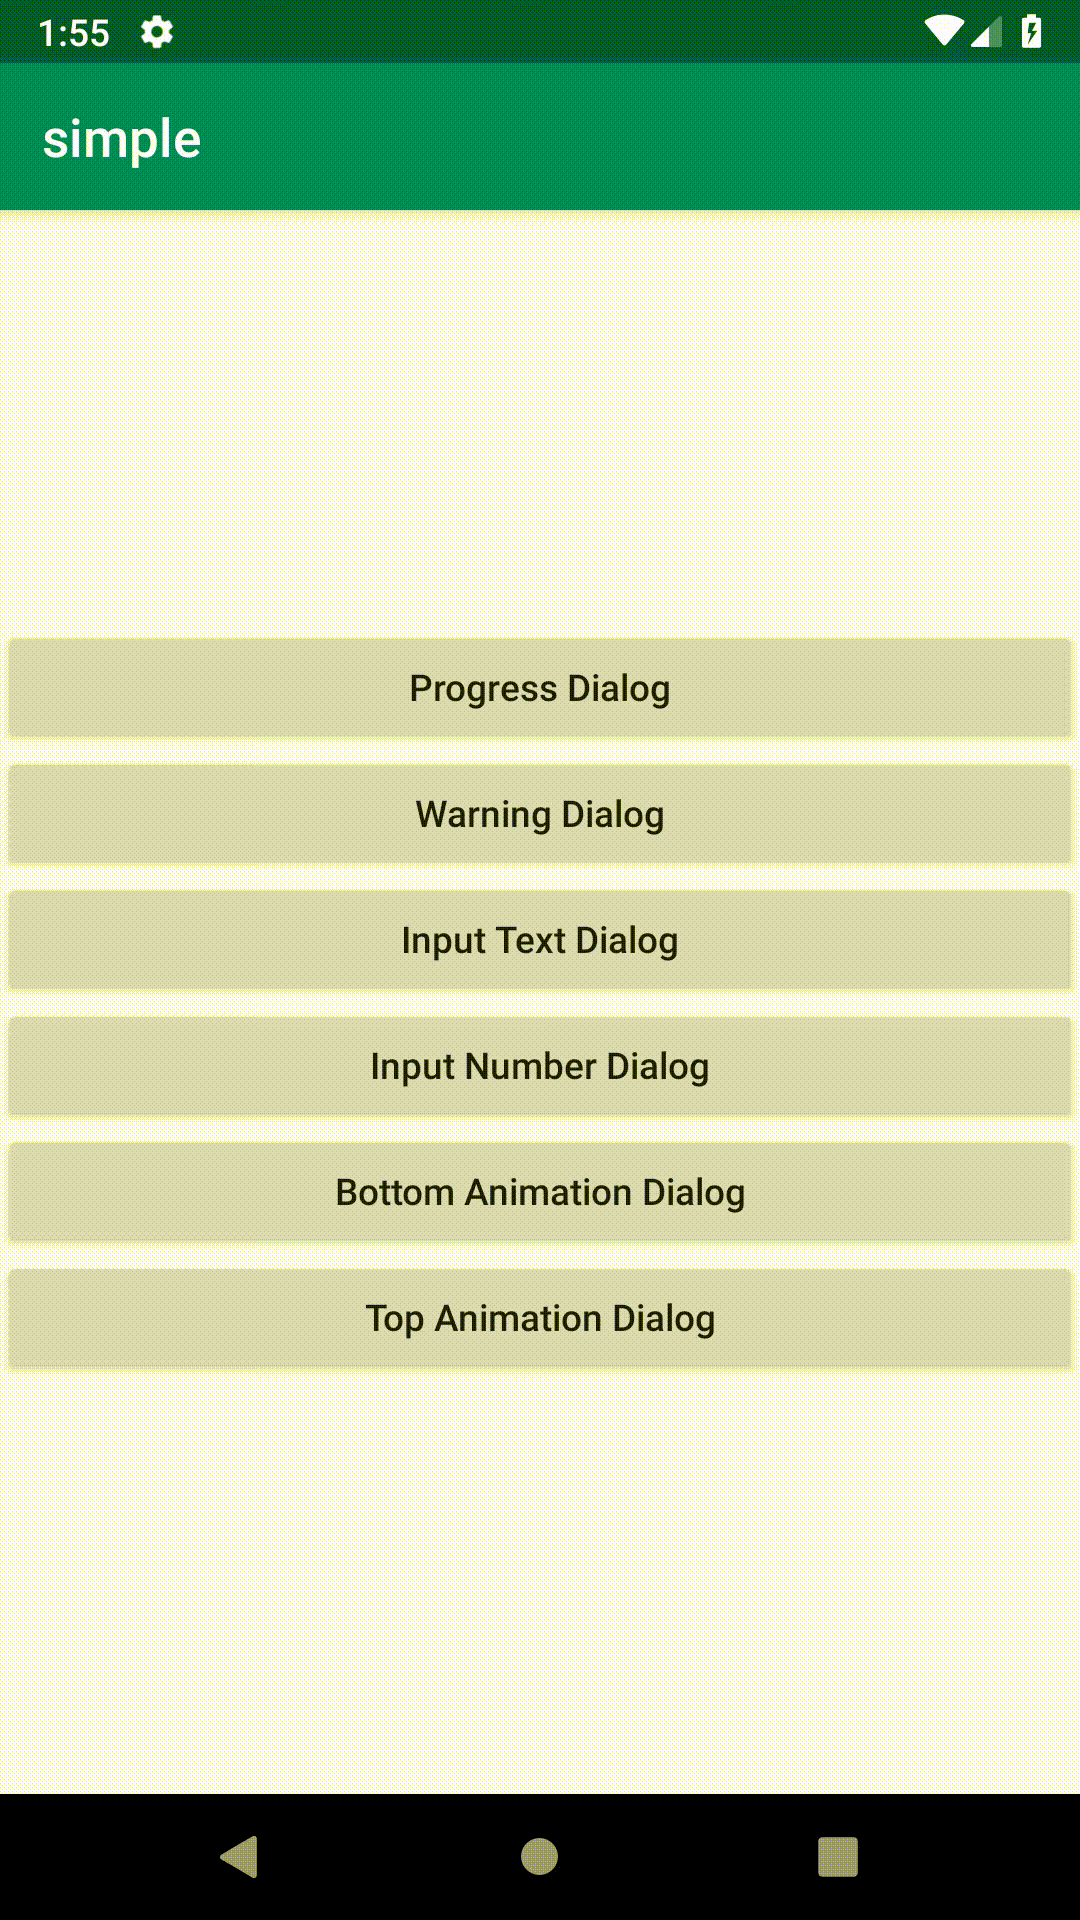 1:55
simple
Progress Dialog
Warning Dialog
Input Text Dialog
Input Number Dialog
Bottom Animation Dialog
Top Animation Dialog